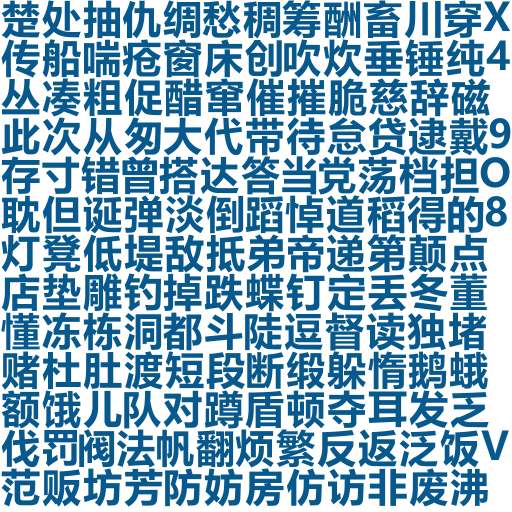 楚处抽仇绸愁稠筹酬畜川穿X
传船喘疮窗床创吹炊垂锤纯4
丛凑粗促醋窜催摧脆慈辞磁
此次从匆大代带待怠贷逮戴9
存寸错曾搭达答当党荡档担O
耽但诞弹淡倒蹈悼道稻得的8
灯凳低堤敌抵弟帝递第颠点
店垫雕钓掉跌蝶钉定丢冬董
懂冻栋洞都斗陡逗督读独堵
赌杜肚渡短段断缎躲惰鹅蛾
额饿儿队对蹲盾顿夺耳发乏
伐罚阀法帆翻烦繁反返泛饭V
范贩坊芳防妨房仿访非废沸